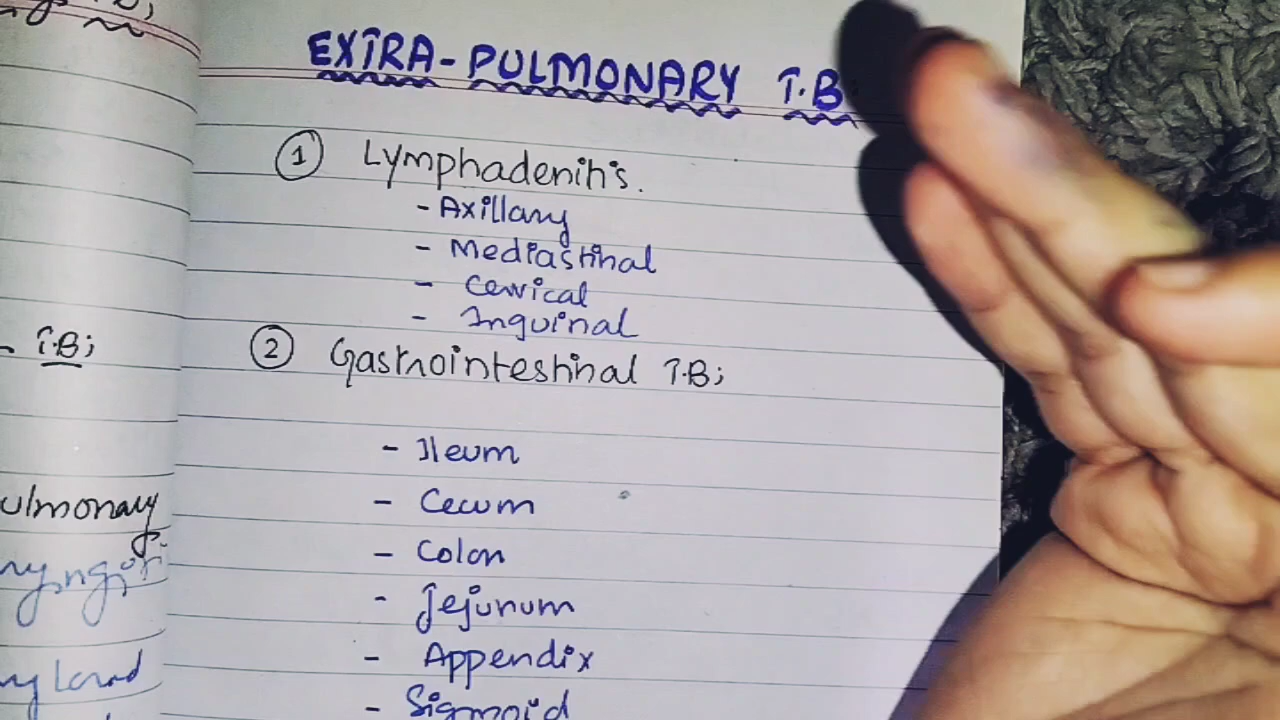 EXTRA-PULMONARY T.B;
① Lymphadenitis.
- Axillary
- Mediastinal
- Cervical
- Inguinal
② Gastrointestinal T.B;
- Ileum
- Cecum
- Colon
- Jejunum
- Appendix
- Sigmoid
T.B;
ulmonary